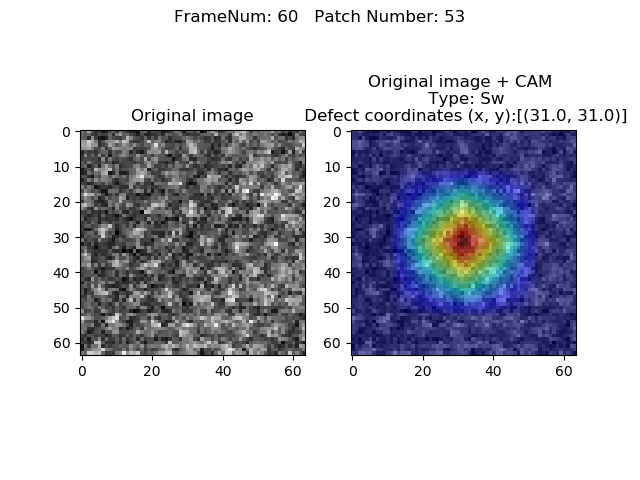 FrameNum: 60   Patch Number: 53
Original image
Original image + CAM
Type: Sw
Defect coordinates (x, y):[(31.0, 31.0)]
0
10
20
30
40
50
60
0 20 40 60
0
10
20
30
40
50
60
0 20 40 60